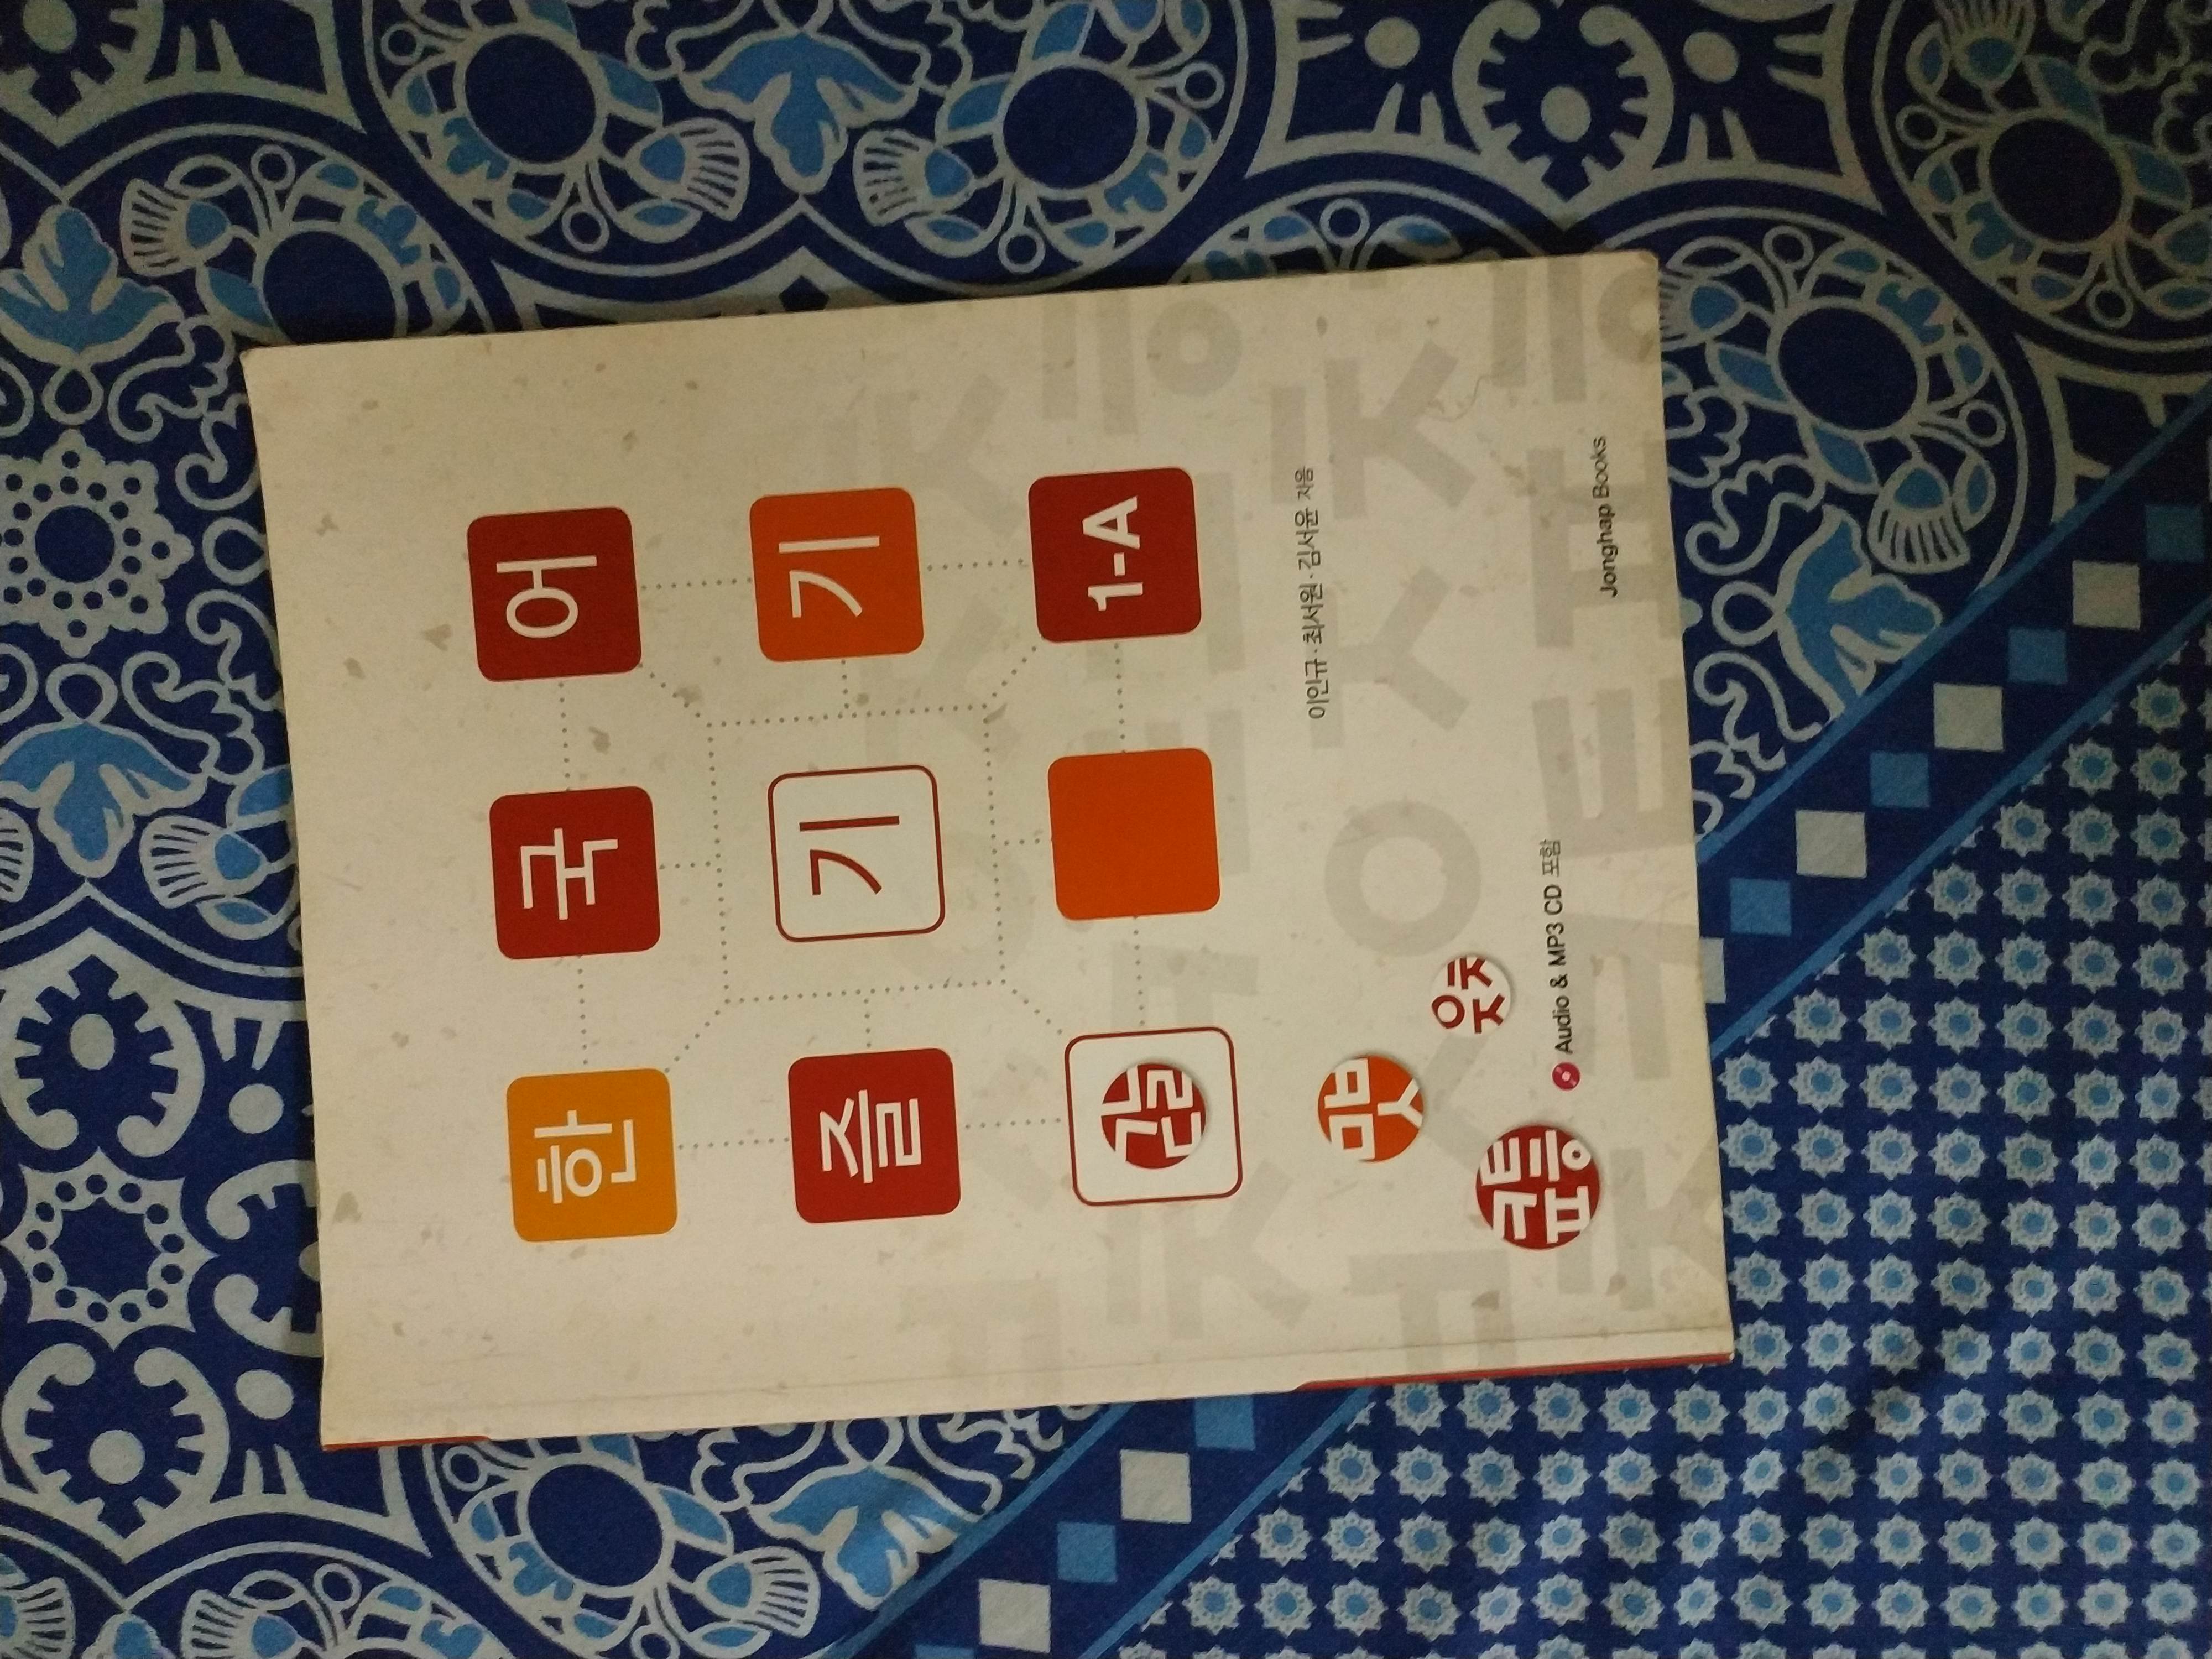 한 국 어
즐 기 기
1-A
이인규·최서원·김서윤 지음
Audio & MP3 CD 포함
Jonghap Books